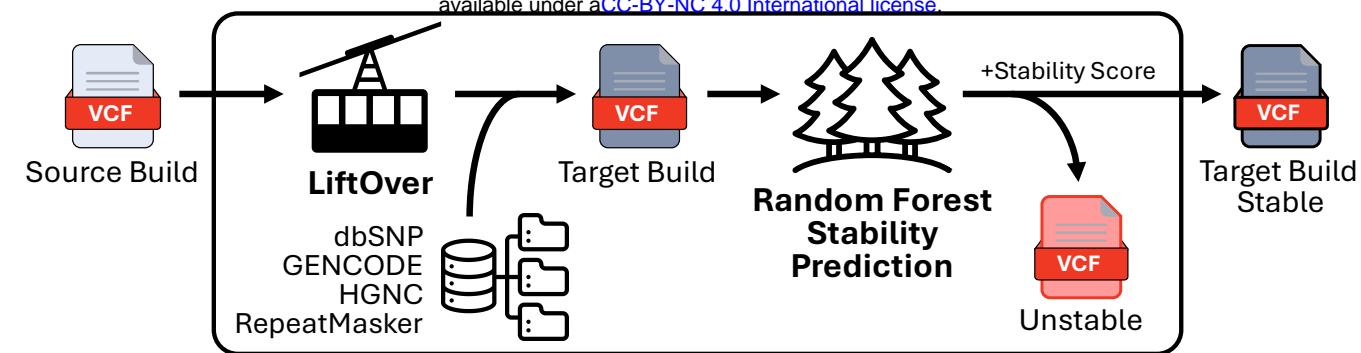 available under aCC-BY-NC 4.0 International license.
VCF
Source Build
LiftOver
dbSNP
GENCODE
HGNC
RepeatMasker
VCF
Target Build
Random Forest
Stability
Prediction
+Stability Score
VCF
Unstable
VCF
Target Build
Stable